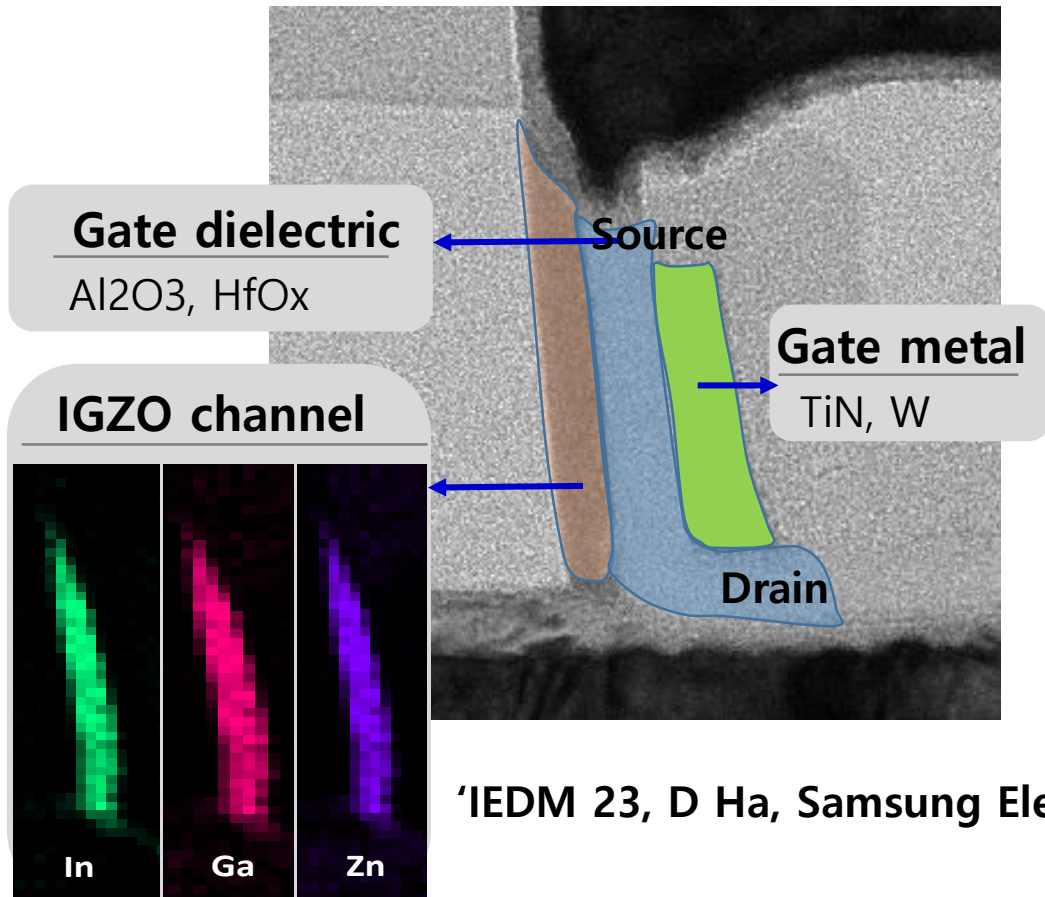 Source
Gate dielectric
Al2O3, HfOx
Gate metal
TiN, W
IGZO channel
Drain
In Ga Zn
‘IEDM 23, D Ha, Samsung Ele